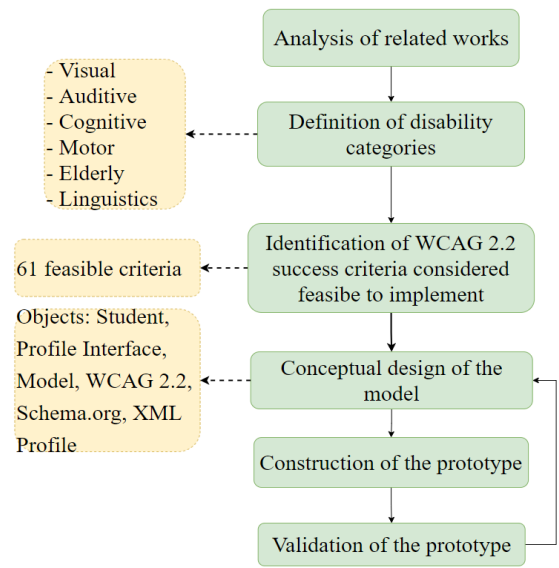 Analysis of related works
- Visual
- Auditive
- Cognitive
- Motor
- Elderly
- Linguistics
Definition of disability
categories
61 feasible criteria
Identification of WCAG 2.2
success criteria considered
feasibe to implement
Objects: Student,
Profile Interface,
Model, WCAG 2.2,
Schema.org, XML
Profile
Conceptual design of the
model
Construction of the prototype
Validation of the prototype